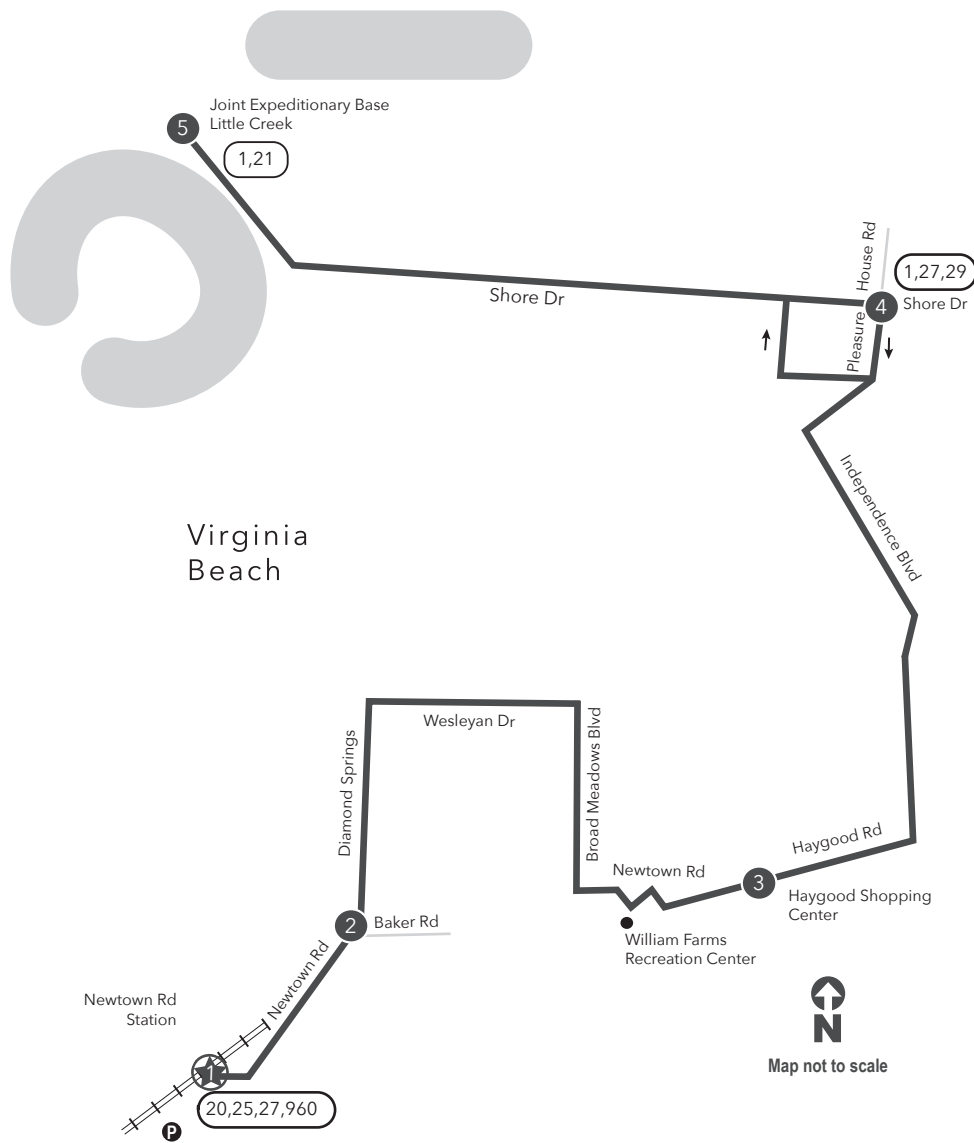 Joint Expeditionary Base
Little Creek
5
1,21
Pleasure House Rd
1,27,29
4
Shore Dr
Shore Dr
Independence Blvd
Virginia
Beach
Wesleyan Dr
Diamond Springs
Broad Meadows Blvd
Haygood Rd
Newtown Rd
3
Haygood Shopping
Center
2
Baker Rd
William Farms
Recreation Center
Newtown Rd
Newtown Rd
Station
1
20,25,27,960
P
N
Map not to scale